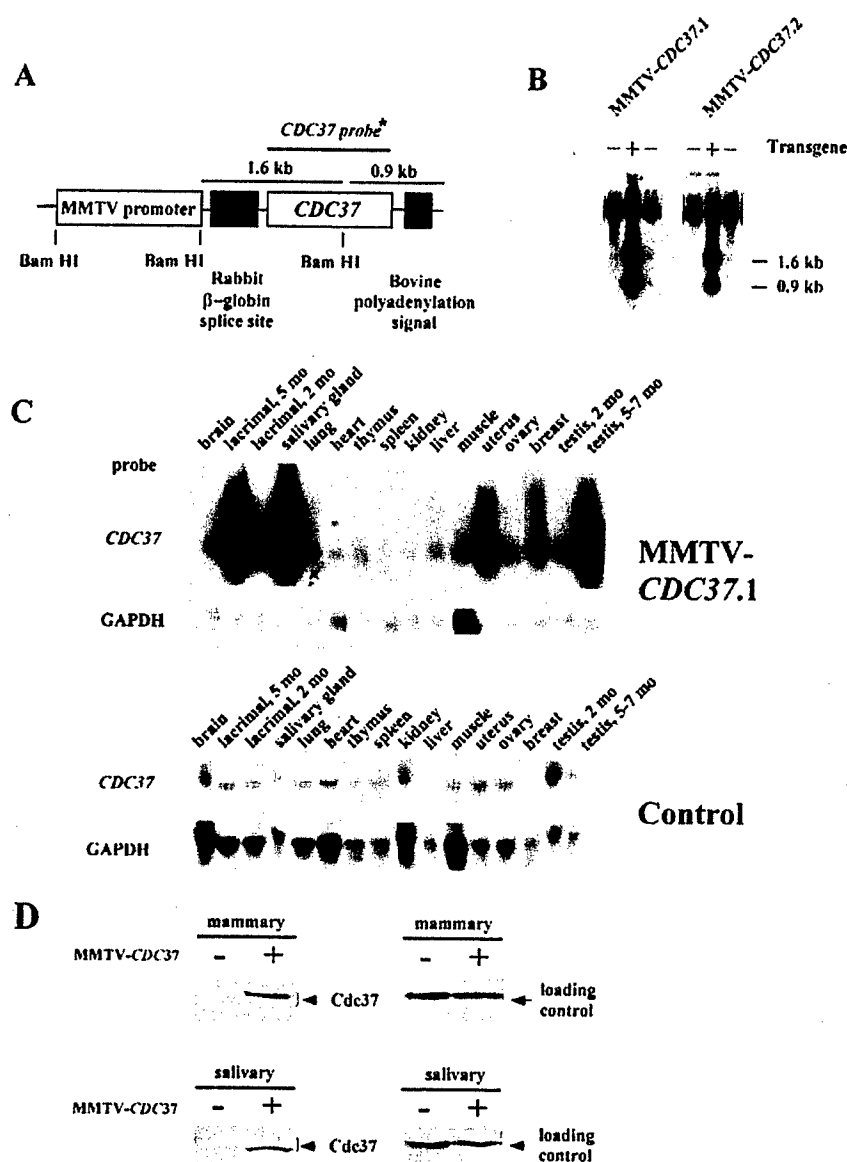 A
CDC37 probe*
1.6 kb
0.9 kb
MMTV promoter
CDC37
Bam HI
Bam HI
Bam HI
Rabbit
β-globin
splice site
Bovine
polyadenylation
signal
B
MMTV-CDC37.1
MMTV-CDC37.2
- + - - + - Transgene
1.6 kb
0.9 kb
C
brain
lacrimal, 5 mo
lacrimal, 2 mo
salivary gland
lung
heart
thymus
spleen
kidney
liver
muscle
uterus
ovary
breast
testis, 2 mo
testis, 5-7 mo
probe
CDC37
GAPDH
MMTV-
CDC37.1
brain
lacrimal, 5 mo
lacrimal, 2 mo
salivary gland
lung
heart
thymus
spleen
kidney
liver
muscle
uterus
ovary
breast
testis, 2 mo
testis, 5-7 mo
CDC37
GAPDH
Control
D
mammary mammary
MMTV-CDC37 - + - +
Cdc37
loading
control
salivary salivary
MMTV-CDC37 - + - +
Cdc37
loading
control